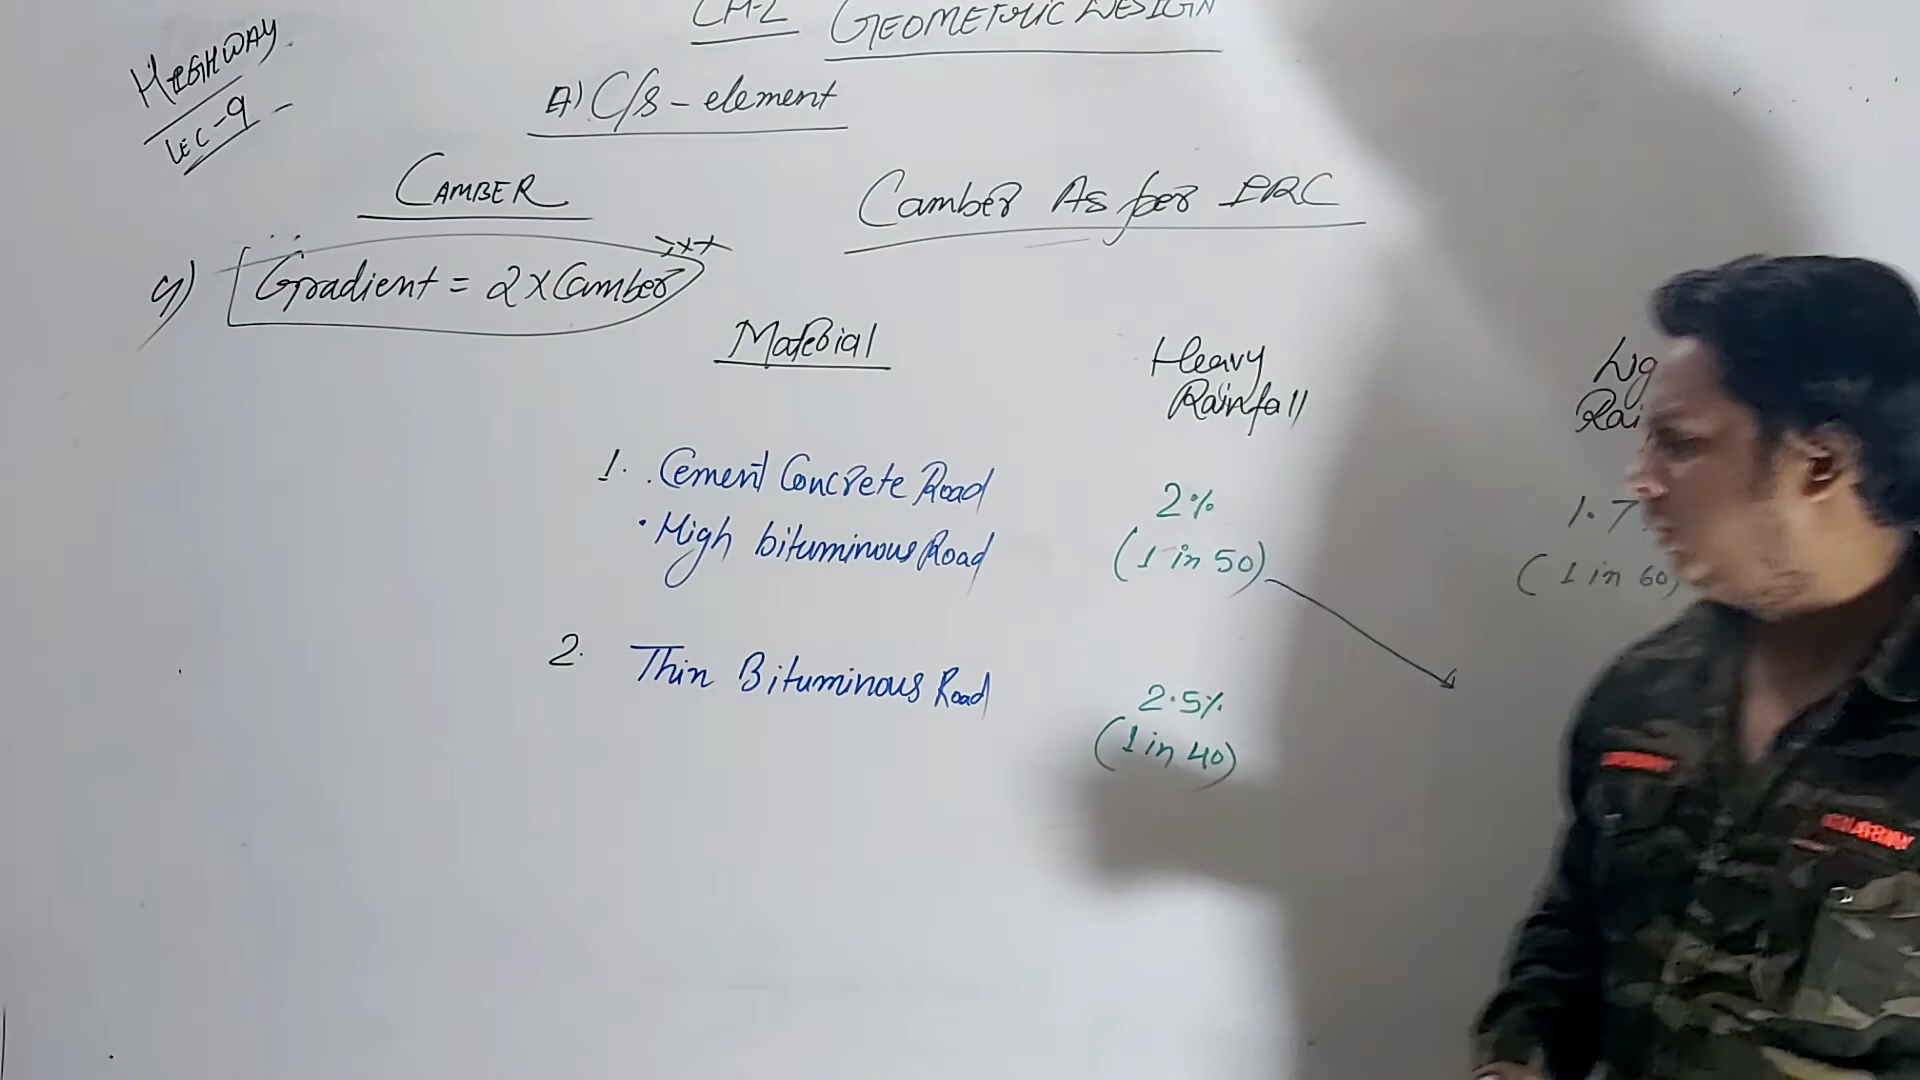 CH-2 GEOMETRIC DESIGN
HIGHWAY
LEC-9
A) C/s - element
CAMBER
Camber As per IRC
Gradient = 2 x Camber
Material
Heavy
Rainfall
1. . Cement Concrete Road
• High bituminous Road
2%
(1 in 50)
1.7
(1 in 60)
2. Thin Bituminous Road
2.5%
(1 in 40)